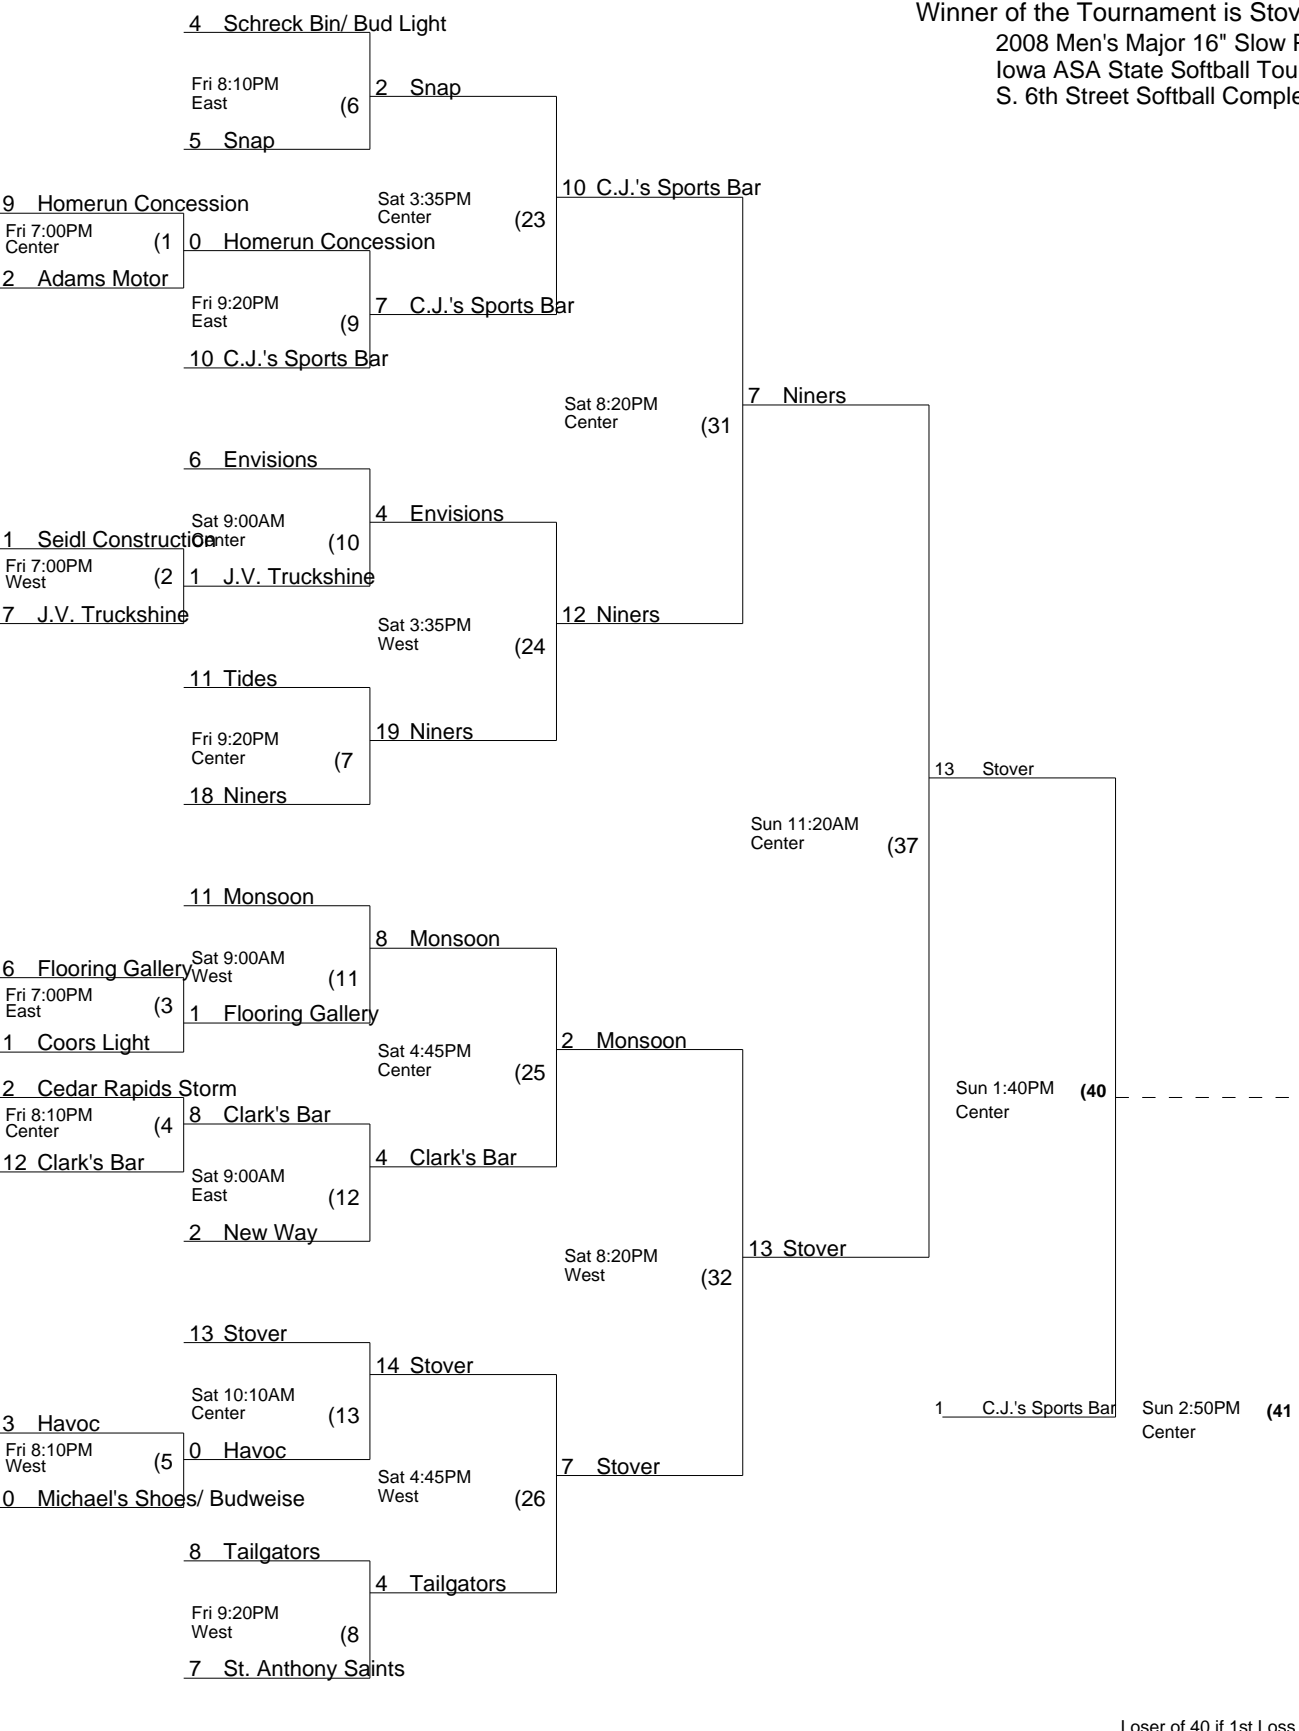 Winner of the Tournament is Stov
2008 Men's Major 16" Slow
Iowa ASA State Softball Tou
S. 6th Street Softball Comple
4 Schreck Bin/ Bud Light
Fri 8:10PM
East (6
2 Snap
5 Snap
10 C.J.'s Sports Bar
Sat 3:35PM
Center (23
9 Homerun Concession
Fri 7:00PM
Center (1
0 Homerun Concession
2 Adams Motor
Fri 9:20PM
East (9
7 C.J.'s Sports Bar
10 C.J.'s Sports Bar
7 Niners
Sat 8:20PM
Center (31
6 Envisions
4 Envisions
Sat 9:00AM
Center (10
1 Seidl Construction
Fri 7:00PM
West (2
1 J.V. Truckshine
7 J.V. Truckshine
12 Niners
Sat 3:35PM
West (24
11 Tides
19 Niners
Fri 9:20PM
Center (7
18 Niners
13 Stover
Sun 11:20AM
Center (37
11 Monsoon
8 Monsoon
Sat 9:00AM
West (11
6 Flooring Gallery
Fri 7:00PM
East (3
1 Flooring Gallery
1 Coors Light
2 Monsoon
Sat 4:45PM
Center (25
2 Cedar Rapids Storm
Fri 8:10PM
Center (4
8 Clark's Bar
12 Clark's Bar
4 Clark's Bar
Sat 9:00AM
East (12
2 New Way
Sun 1:40PM
Center (40
13 Stover
Sat 8:20PM
West (32
13 Stover
14 Stover
Sat 10:10AM
Center (13
3 Havoc
Fri 8:10PM
West (5
0 Havoc
0 Michael's Shoes/ Budweise
1 C.J.'s Sports Bar
Sun 2:50PM
Center (41
7 Stover
Sat 4:45PM
West (26
8 Tailgators
4 Tailgators
Fri 9:20PM
West (8
7 St. Anthony Saints
Loser of 40 if 1st Loss